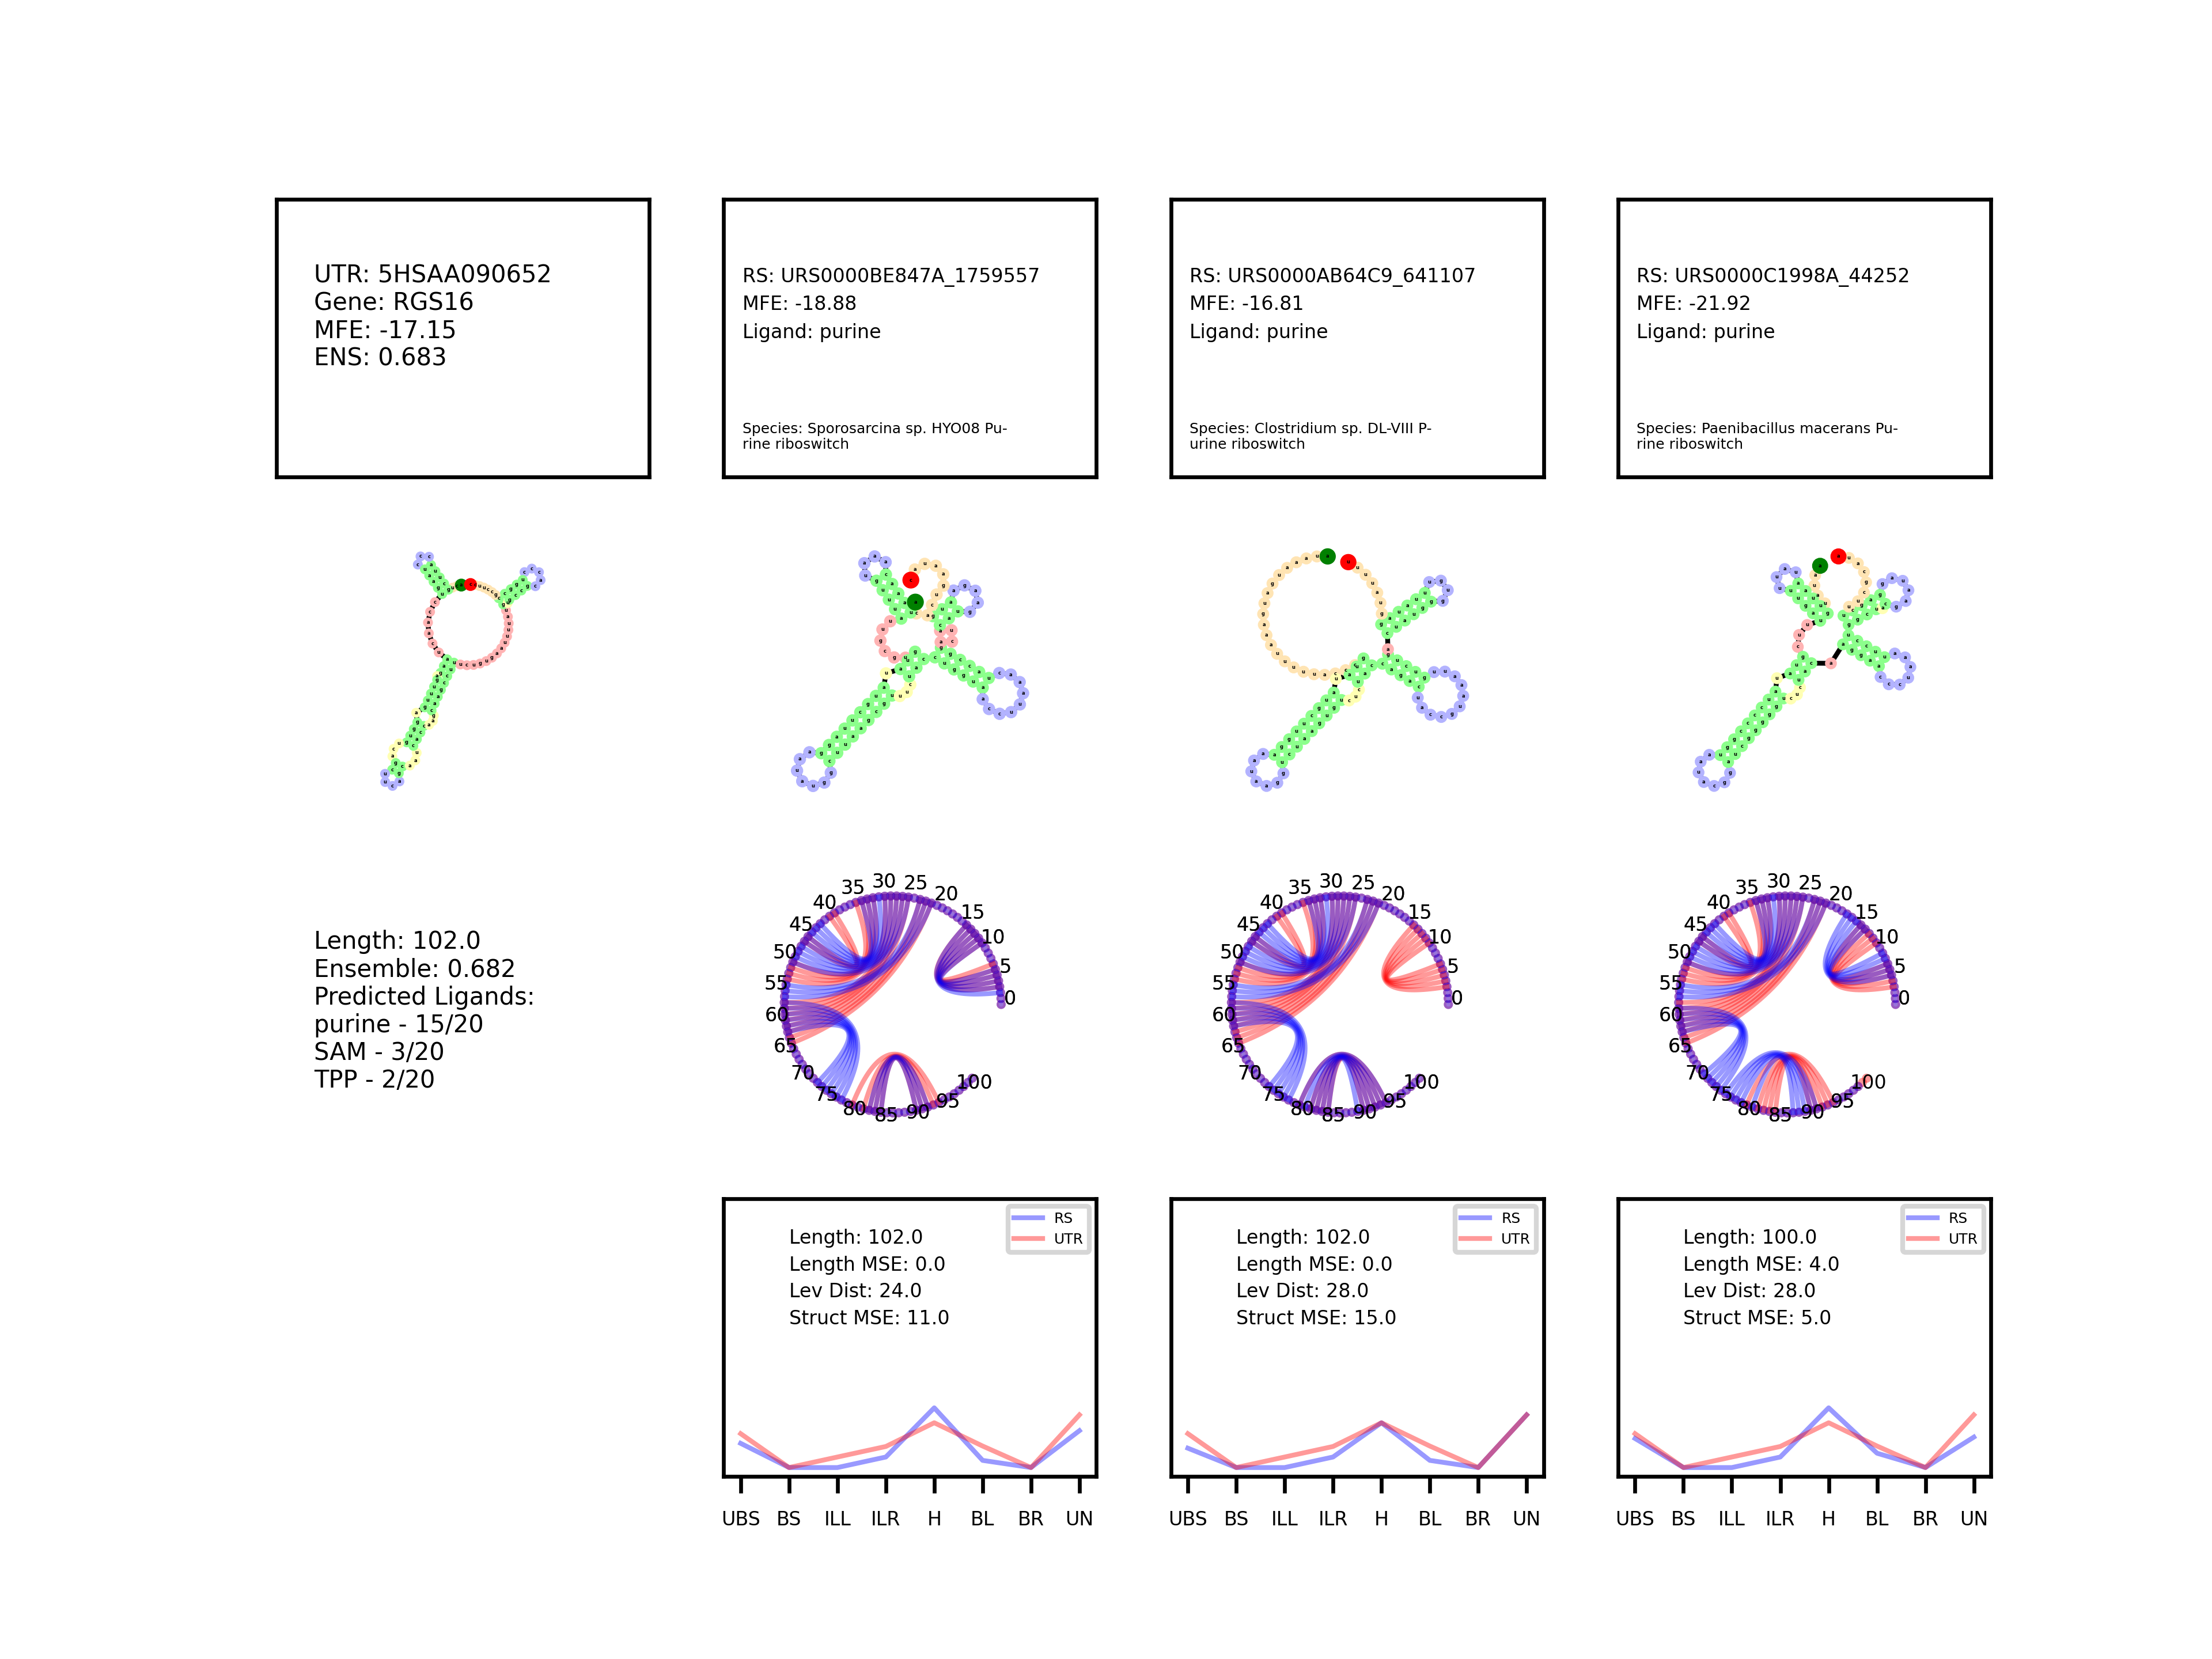 UTR: 5HSAA090652
Gene: RGS16
MFE: -17.15
ENS: 0.683
RS: URS0000BE847A_1759557
MFE: -18.88
Ligand: purine
Species: Sporosarcina sp. HYO08 Pu-
rine riboswitch
RS: URS0000AB64C9_641107
MFE: -16.81
Ligand: purine
Species: Clostridium sp. DL-VIII P-
urine riboswitch
RS: URS0000C1998A_44252
MFE: -21.92
Ligand: purine
Species: Paenibacillus macerans Pu-
rine riboswitch
Length: 102.0
Ensemble: 0.682
Predicted Ligands:
purine - 15/20
SAM - 3/20
TPP - 2/20
0 5 10 15 20 25 30 35 40 45 50 55 60 65 70 75 80 85 90 95 100
0 5 10 15 20 25 30 35 40 45 50 55 60 65 70 75 80 85 90 95 100
0 5 10 15 20 25 30 35 40 45 50 55 60 65 70 75 80 85 90 95 100
RS
UTR
Length: 102.0
Length MSE: 0.0
Lev Dist: 24.0
Struct MSE: 11.0
UBS BS ILL ILR H BL BR UN
RS
UTR
Length: 102.0
Length MSE: 0.0
Lev Dist: 28.0
Struct MSE: 15.0
UBS BS ILL ILR H BL BR UN
RS
UTR
Length: 100.0
Length MSE: 4.0
Lev Dist: 28.0
Struct MSE: 5.0
UBS BS ILL ILR H BL BR UN